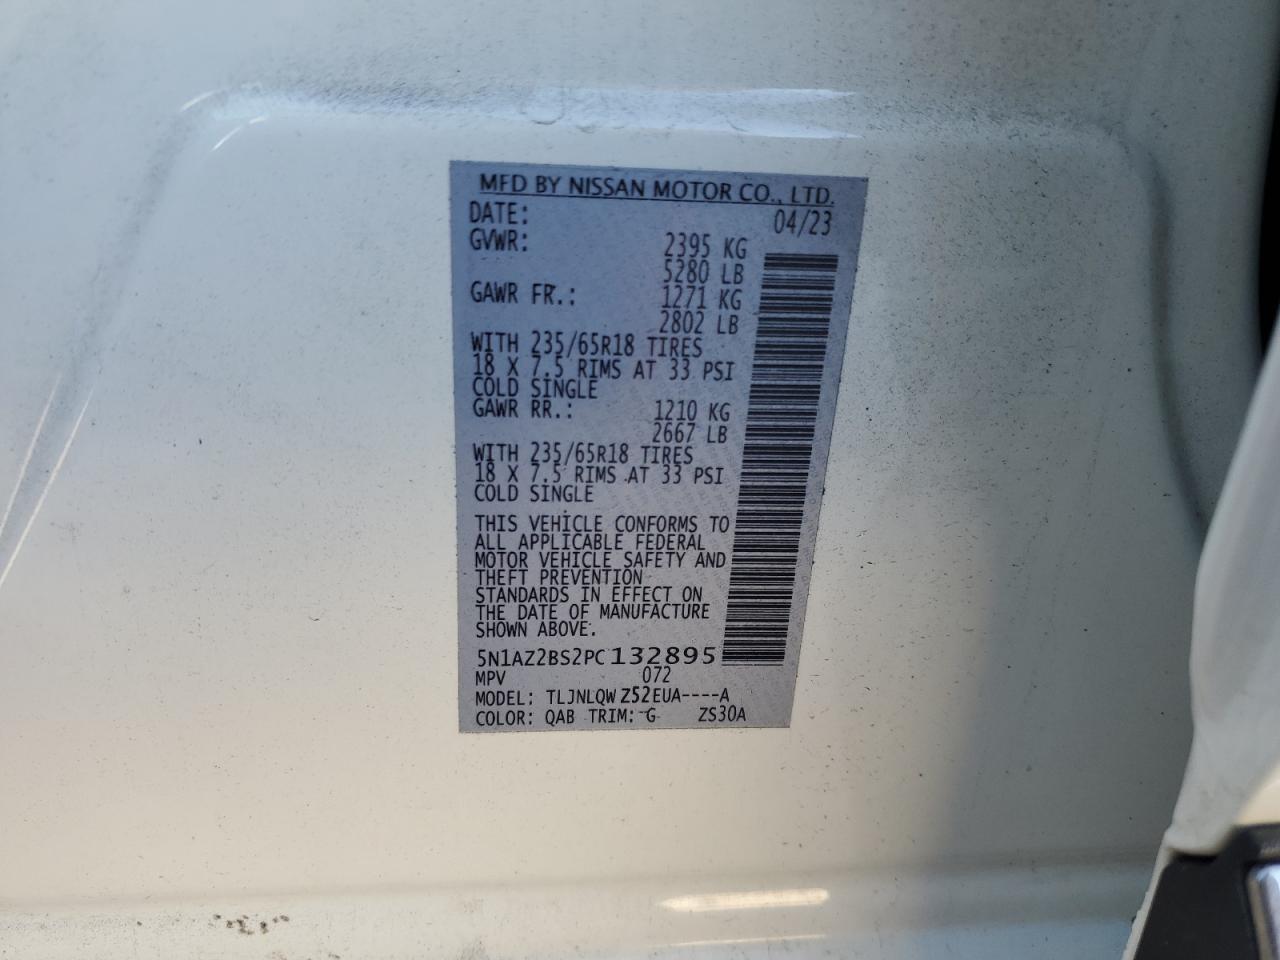 MFD BY NISSAN MOTOR CO., LTD.
DATE: 04/23
GVWR: 2395 KG
5280 LB
GAWR FR.: 1271 KG
2802 LB
WITH 235/65R18 TIRES
18 X 7.5 RIMS AT 33 PSI
COLD SINGLE
GAWR RR.: 1210 KG
2667 LB
WITH 235/65R18 TIRES
18 X 7.5 RIMS AT 33 PSI
COLD SINGLE
THIS VEHICLE CONFORMS TO
ALL APPLICABLE FEDERAL
MOTOR VEHICLE SAFETY AND
THEFT PREVENTION
STANDARDS IN EFFECT ON
THE DATE OF MANUFACTURE
SHOWN ABOVE.
5N1AZ2BS2PC132895
MPV 072
MODEL: TLJNLQWZ52EUA----A
COLOR: QAB TRIM: G ZS30A